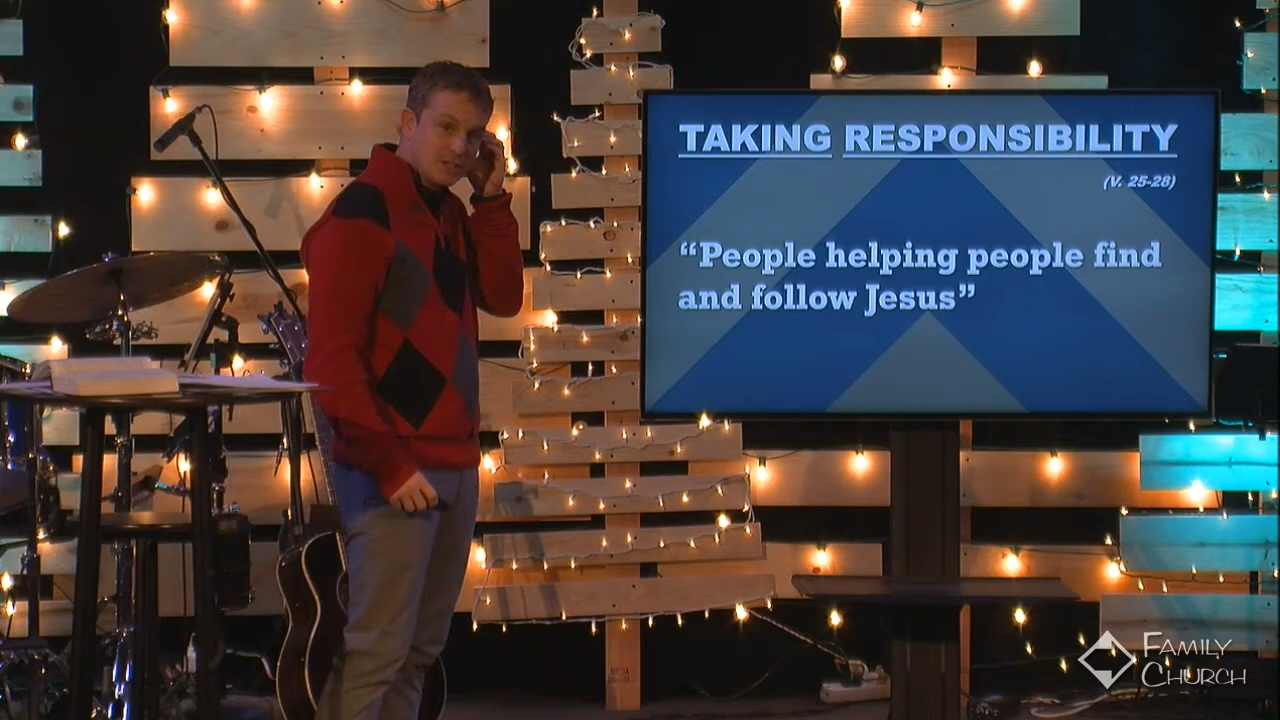 TAKING RESPONSIBILITY
(V. 25-28)
“People helping people find
and follow Jesus”
FAMILY
CHURCH